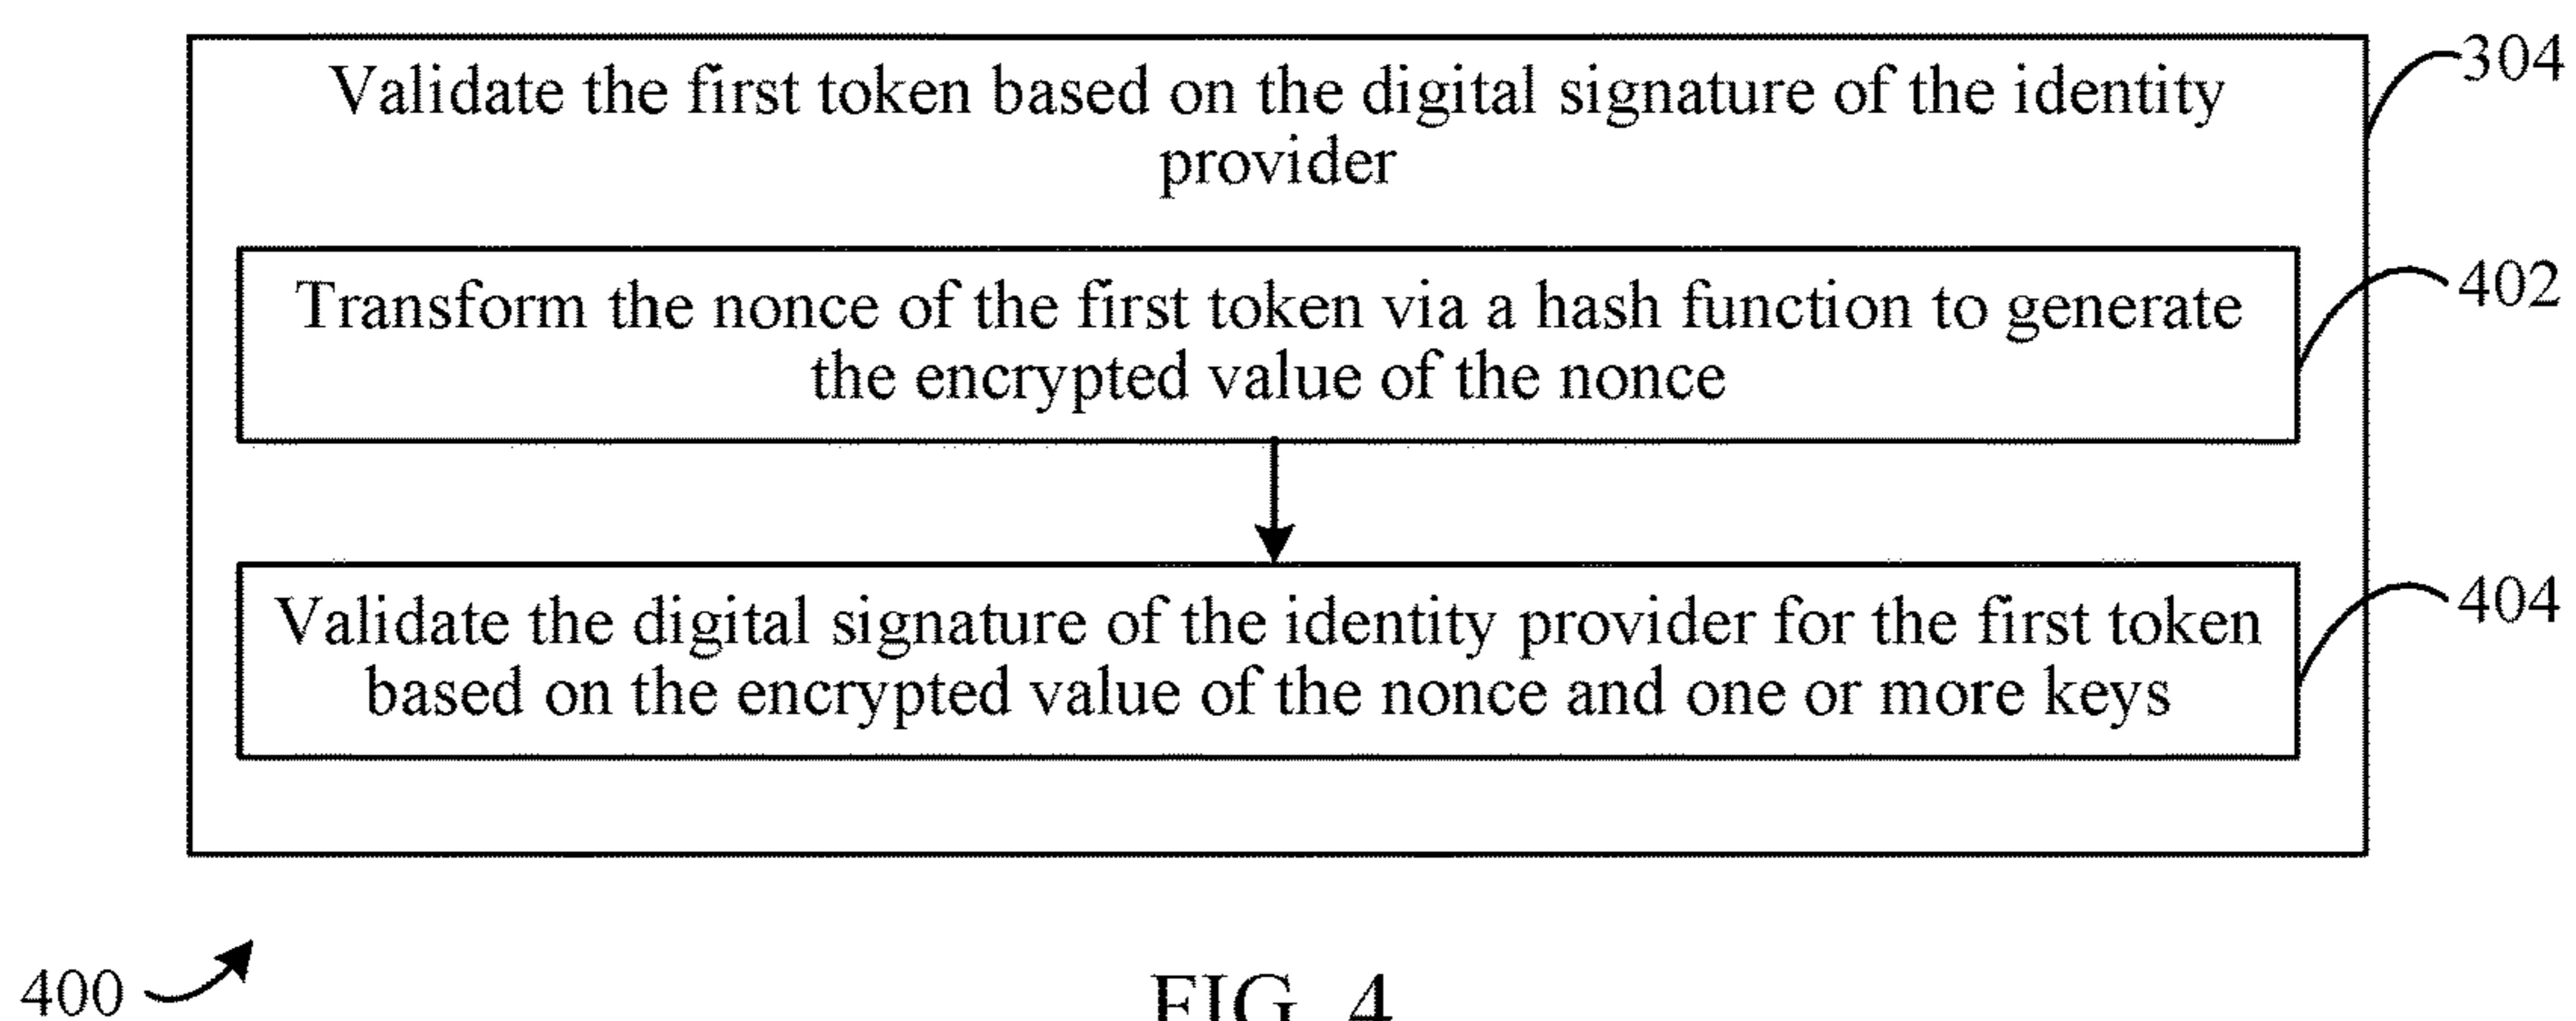 Validate the first token based on the digital signature of the identity
provider
304
Transform the nonce of the first token via a hash function to generate
the encrypted value of the nonce
402
Validate the digital signature of the identity provider for the first token
based on the encrypted value of the nonce and one or more keys
404
400
FIG. 4